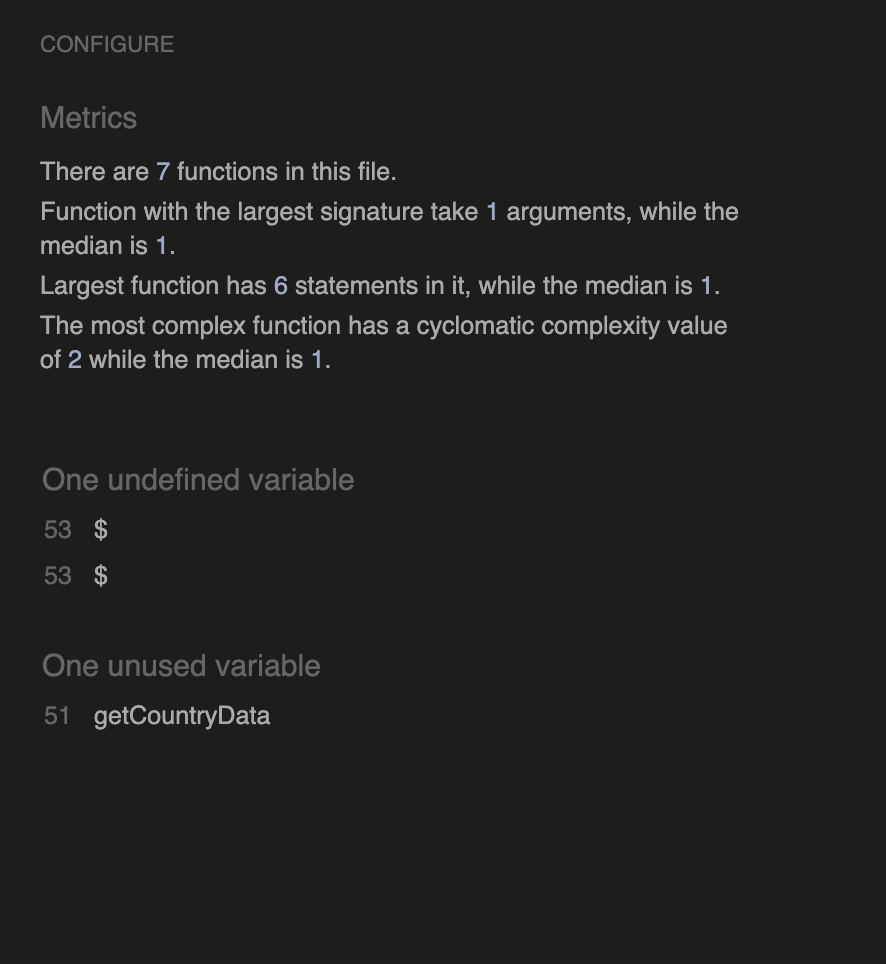 CONFIGURE
Metrics
There are 7 functions in this file.
Function with the largest signature take 1 arguments, while the
median is 1.
Largest function has 6 statements in it, while the median is 1.
The most complex function has a cyclomatic complexity value
of 2 while the median is 1.
One undefined variable
53 $
53 $
One unused variable
51 getCountryData